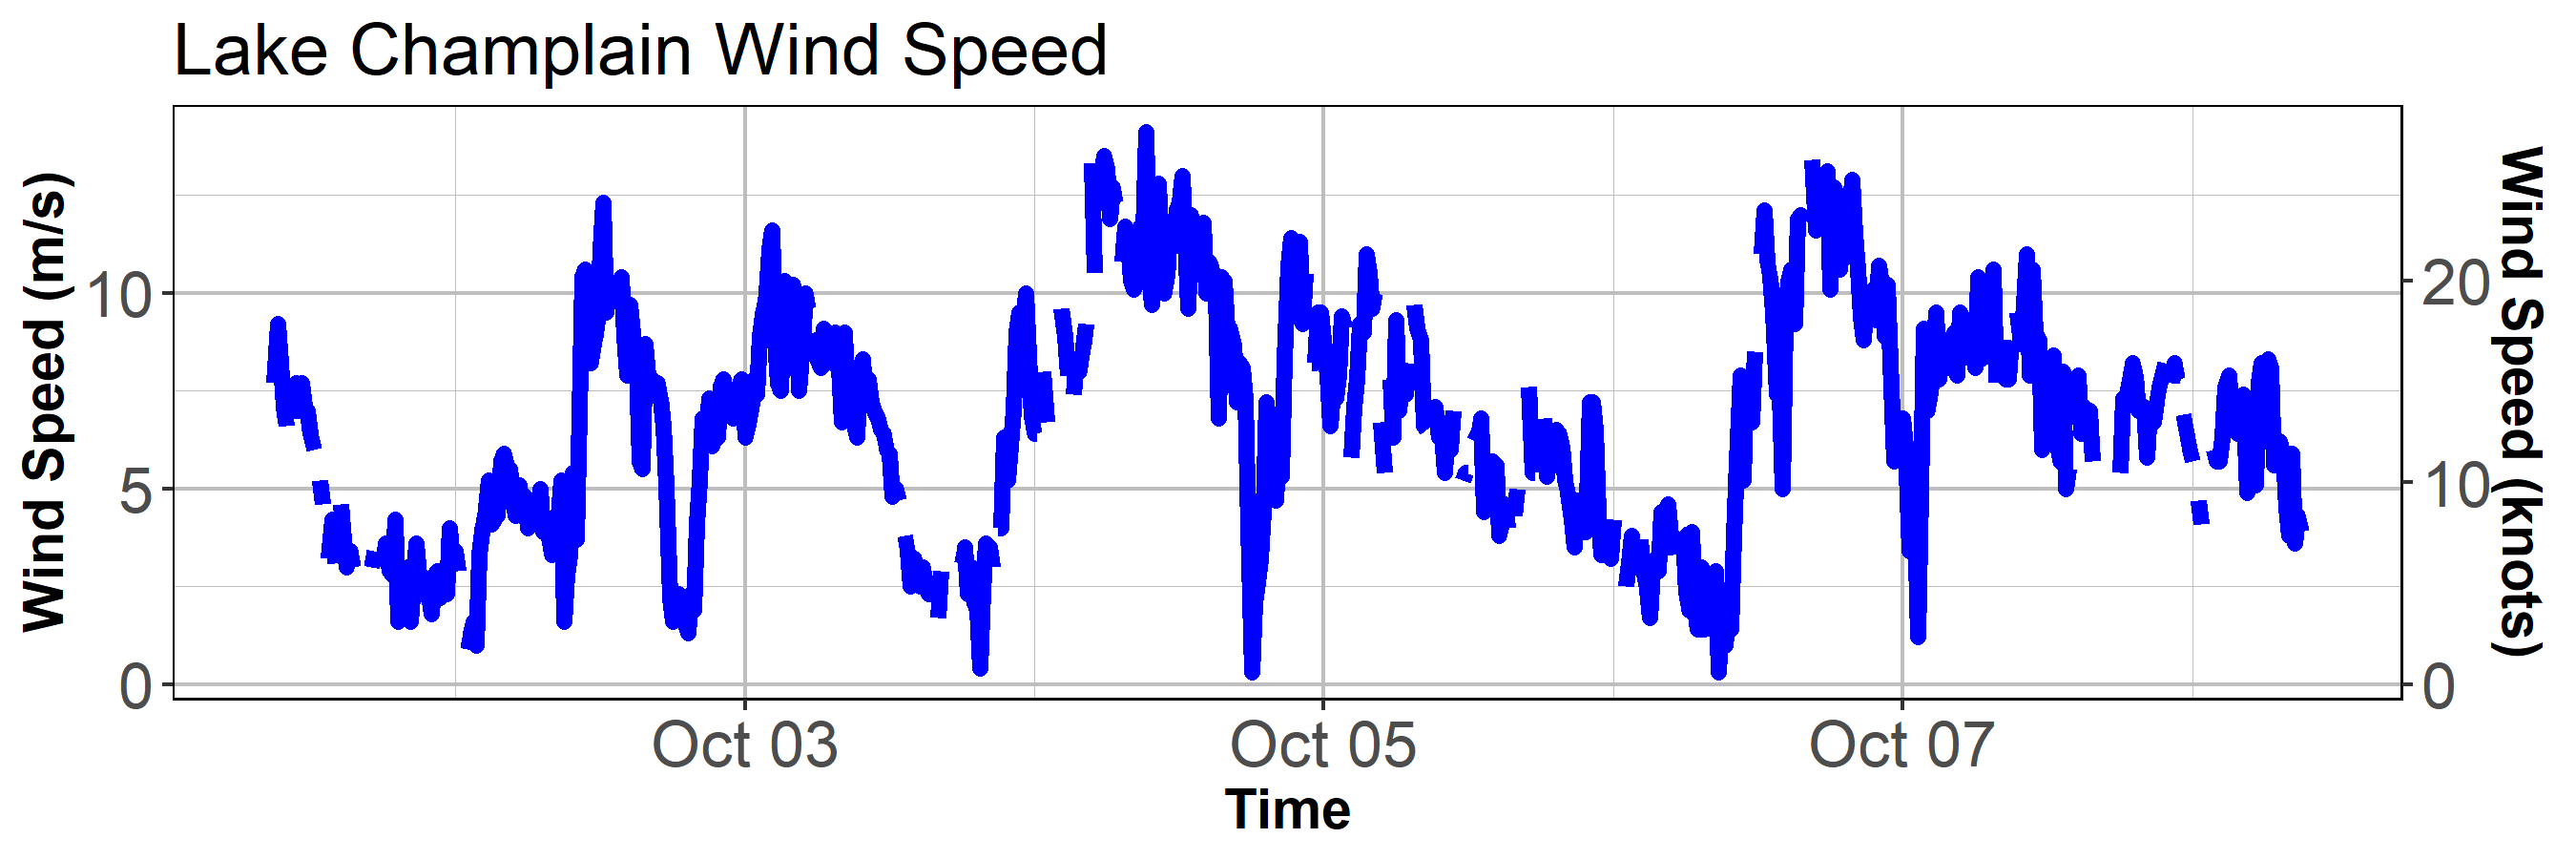 Lake Champlain Wind Speed
Wind Speed (m/s)
10
5
0
20
10
0
Wind Speed (knots)
Oct 03
Oct 05
Oct 07
Time